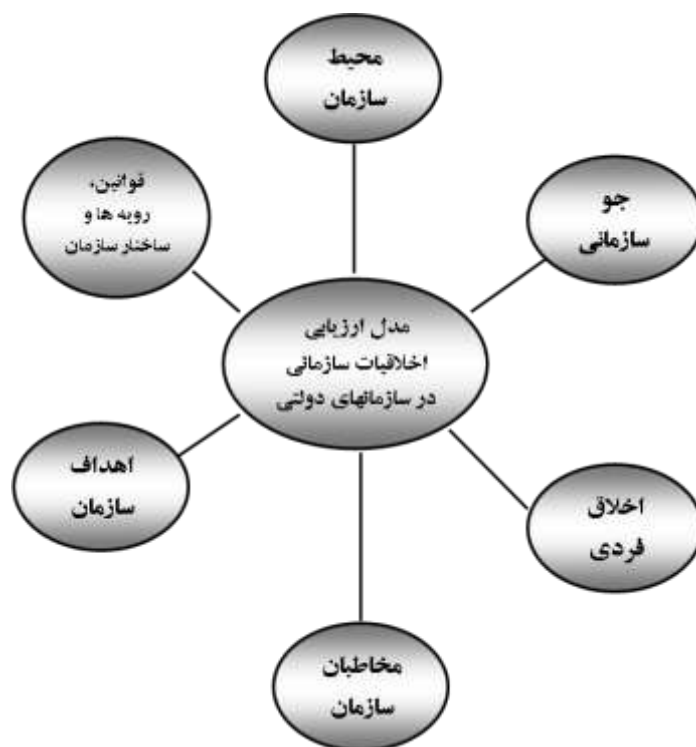 محیط
سازمان
جو
سازمانی
قوانین،
رویه ها و
ساختار سازمان
مدل ارزیابی
اخلاقیات سازمانی
در سازمانهای دولتی
اهداف
سازمان
اخلاق
فردی
مخاطبان
سازمان